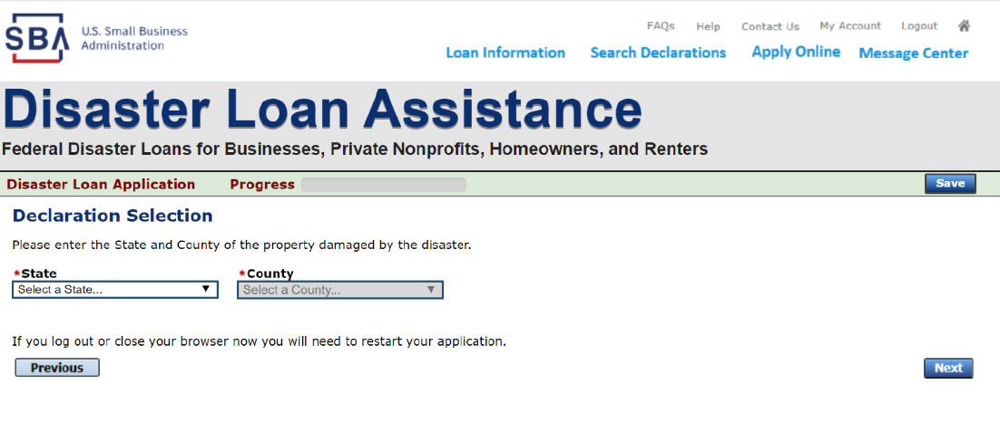 SBA U.S. Small Business
Administration
FAQs Help Contact Us My Account Logout
Loan Information Search Declarations Apply Online Message Center
Disaster Loan Assistance
Federal Disaster Loans for Businesses, Private Nonprofits, Homeowners, and Renters
Disaster Loan Application Progress Save
Declaration Selection
Please enter the State and County of the property damaged by the disaster.
*State *County
Select a State... Select a County...
If you log out or close your browser now you will need to restart your application.
Previous Next